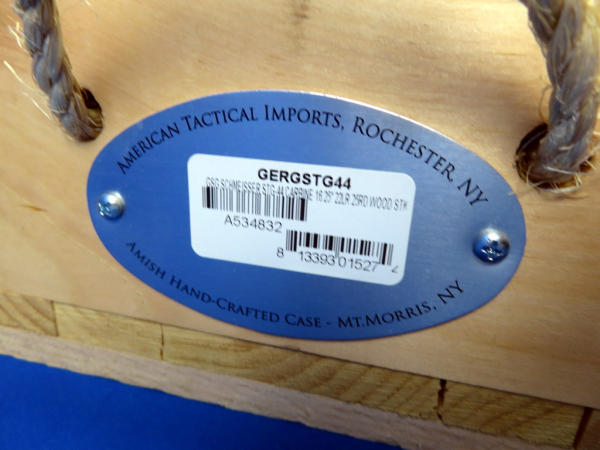 AMERICAN TACTICAL IMPORTS, ROCHESTER, NY
GERGSTG44
GSG SCHMEISSER STG-44 CARBINE 16.25" 22LR 25RD WOOD STK
A534832
8 13393 01527 2
AMISH HAND-CRAFTED CASE - MT.MORRIS, NY